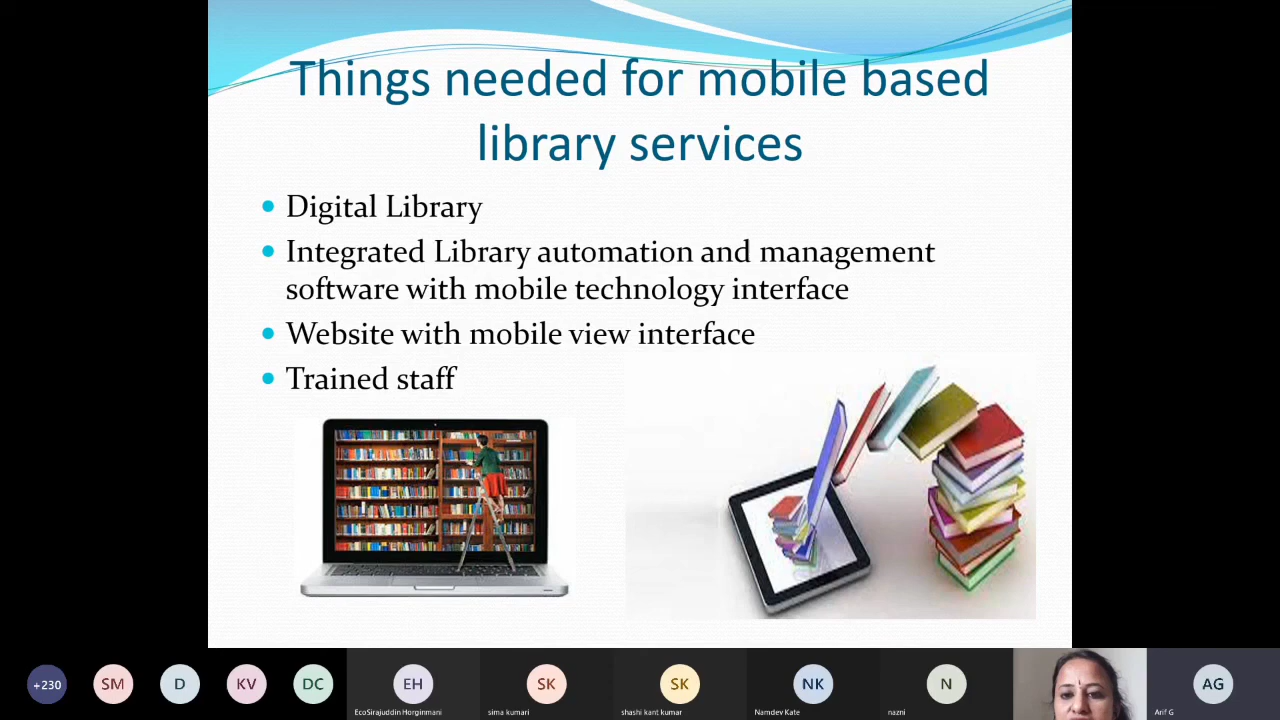 Things needed for mobile based
library services
Digital Library
Integrated Library automation and management
software with mobile technology interface
Website with mobile view interface
Trained staff
+230
SM
D
KV
DC
EH
SK
SK
NK
N
AG
EcoSirajuddin Horginmani
sima kumari
shashi kant kumar
Namdev Kate
nazni
Arif G